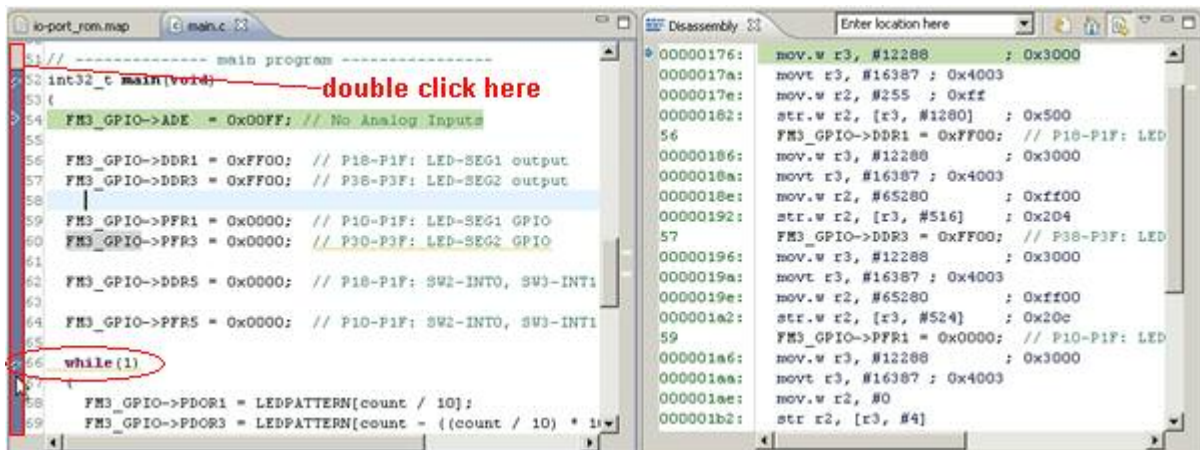 io-port_rom.map
main.c
51 // --------------- main program -----------------
52 int32_t main(void)
53 {
54 FM3_GPIO->ADE = 0x00FF; // No Analog Inputs
55
56 FM3_GPIO->DDR1 = 0xFF00; // P18-P1F: LED-SEG1 output
57 FM3_GPIO->DDR3 = 0xFF00; // P38-P3F: LED-SEG2 output
58
59 FM3_GPIO->PFR1 = 0x0000; // P10-P1F: LED-SEG1 GPIO
60 FM3_GPIO->PFR3 = 0x0000; // P30-P3F: LED-SEG2 GPIO
61
62 FM3_GPIO->DDR5 = 0x0000; // P18-P1F: SW2-INT0, SW3-INT1
63
64 FM3_GPIO->PFR5 = 0x0000; // P10-P1F: SW2-INT0, SW3-INT1
65
66 while(1)
67 {
68 FM3_GPIO->PDOR1 = LEDPATTERN[count / 10];
69 FM3_GPIO->PDOR3 = LEDPATTERN[count - ((count / 10) * 1
double click here
Disassembly
Enter location here
00000176: mov.w r3, #12288 ; 0x3000
0000017a: movt r3, #16387 ; 0x4003
0000017e: mov.w r2, #255 ; 0xff
00000182: str.w r2, [r3, #1280] ; 0x500
56 FM3_GPIO->DDR1 = 0xFF00; // P18-P1F: LED
00000186: mov.w r3, #12288 ; 0x3000
0000018a: movt r3, #16387 ; 0x4003
0000018e: mov.w r2, #65280 ; 0xff00
00000192: str.w r2, [r3, #516] ; 0x204
57 FM3_GPIO->DDR3 = 0xFF00; // P38-P3F: LED
00000196: mov.w r3, #12288 ; 0x3000
0000019a: movt r3, #16387 ; 0x4003
0000019e: mov.w r2, #65280 ; 0xff00
000001a2: str.w r2, [r3, #524] ; 0x20c
59 FM3_GPIO->PFR1 = 0x0000; // P10-P1F: LED
000001a6: mov.w r3, #12288 ; 0x3000
000001aa: movt r3, #16387 ; 0x4003
000001ae: mov.w r2, #0
000001b2: str r2, [r3, #4]